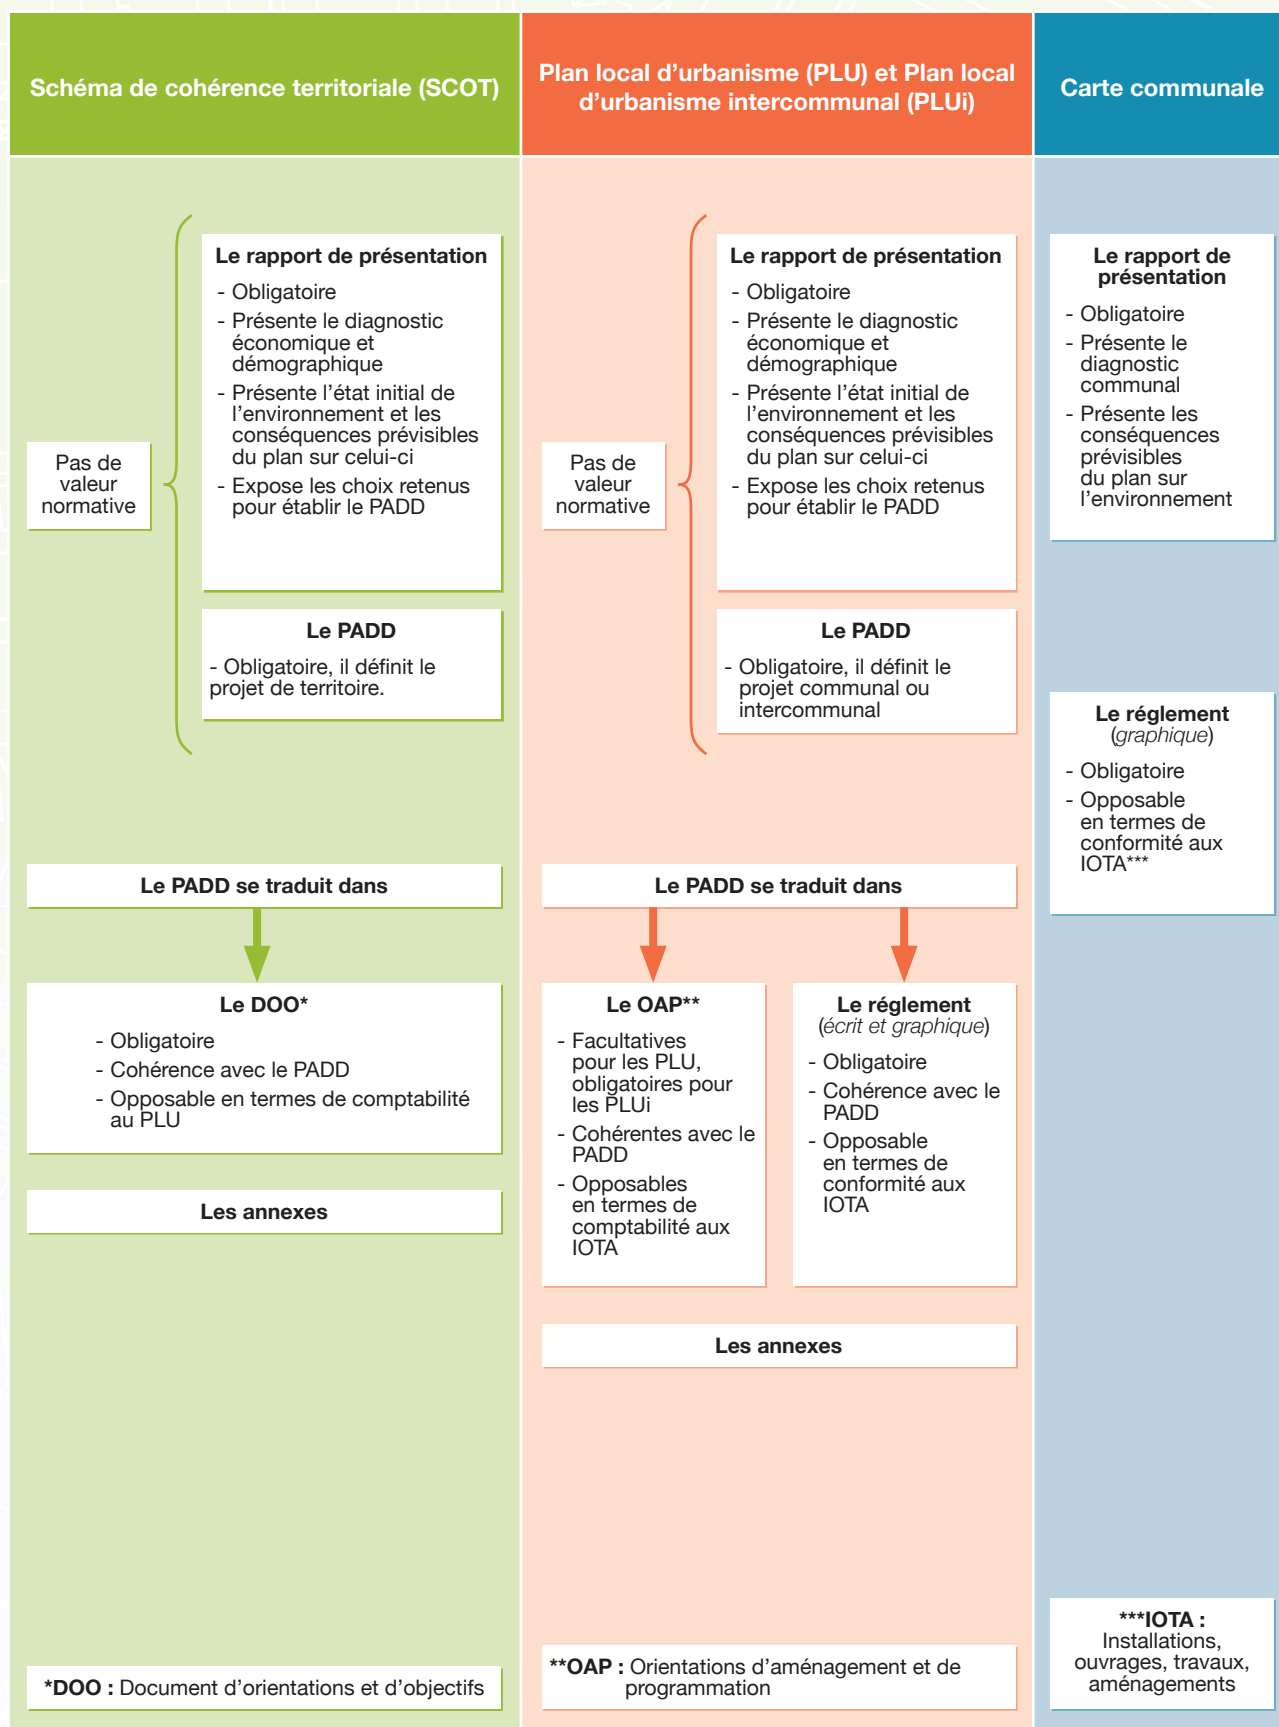 Schéma de cohérence territoriale (SCOT)
Pas de
valeur
normative
Le rapport de présentation
- Obligatoire
- Présente le diagnostic
économique et
démographique
- Présente l’état initial de
l’environnement et les
conséquences prévisibles
du plan sur celui-ci
- Expose les choix retenus
pour établir le PADD
Le PADD
- Obligatoire, il définit le
projet de territoire.
Le PADD se traduit dans
Le DOO*
- Obligatoire
- Cohérence avec le PADD
- Opposable en termes de comptabilité
au PLU
Les annexes
*DOO : Document d’orientations et d’objectifs
Plan local d’urbanisme (PLU) et Plan local
d’urbanisme intercommunal (PLUi)
Pas de
valeur
normative
Le rapport de présentation
- Obligatoire
- Présente le diagnostic
économique et
démographique
- Présente l’état initial de
l’environnement et les
conséquences prévisibles
du plan sur celui-ci
- Expose les choix retenus
pour établir le PADD
Le PADD
- Obligatoire, il définit le
projet communal ou
intercommunal
Le PADD se traduit dans
Le OAP**
- Facultatives
pour les PLU,
obligatoires pour
les PLUi
- Cohérentes avec le
PADD
- Opposables
en termes de
comptabilité aux
IOTA
Le réglement
(écrit et graphique)
- Obligatoire
- Cohérence avec le
PADD
- Opposable
en termes de
conformité aux
IOTA
Les annexes
**OAP : Orientations d’aménagement et de
programmation
Carte communale
Le rapport de
présentation
- Obligatoire
- Présente le
diagnostic
communal
- Présente les
conséquences
prévisibles
du plan sur
l’environnement
Le réglement
(graphique)
- Obligatoire
- Opposable
en termes de
conformité aux
IOTA***
***IOTA :
Installations,
ouvrages, travaux,
aménagements